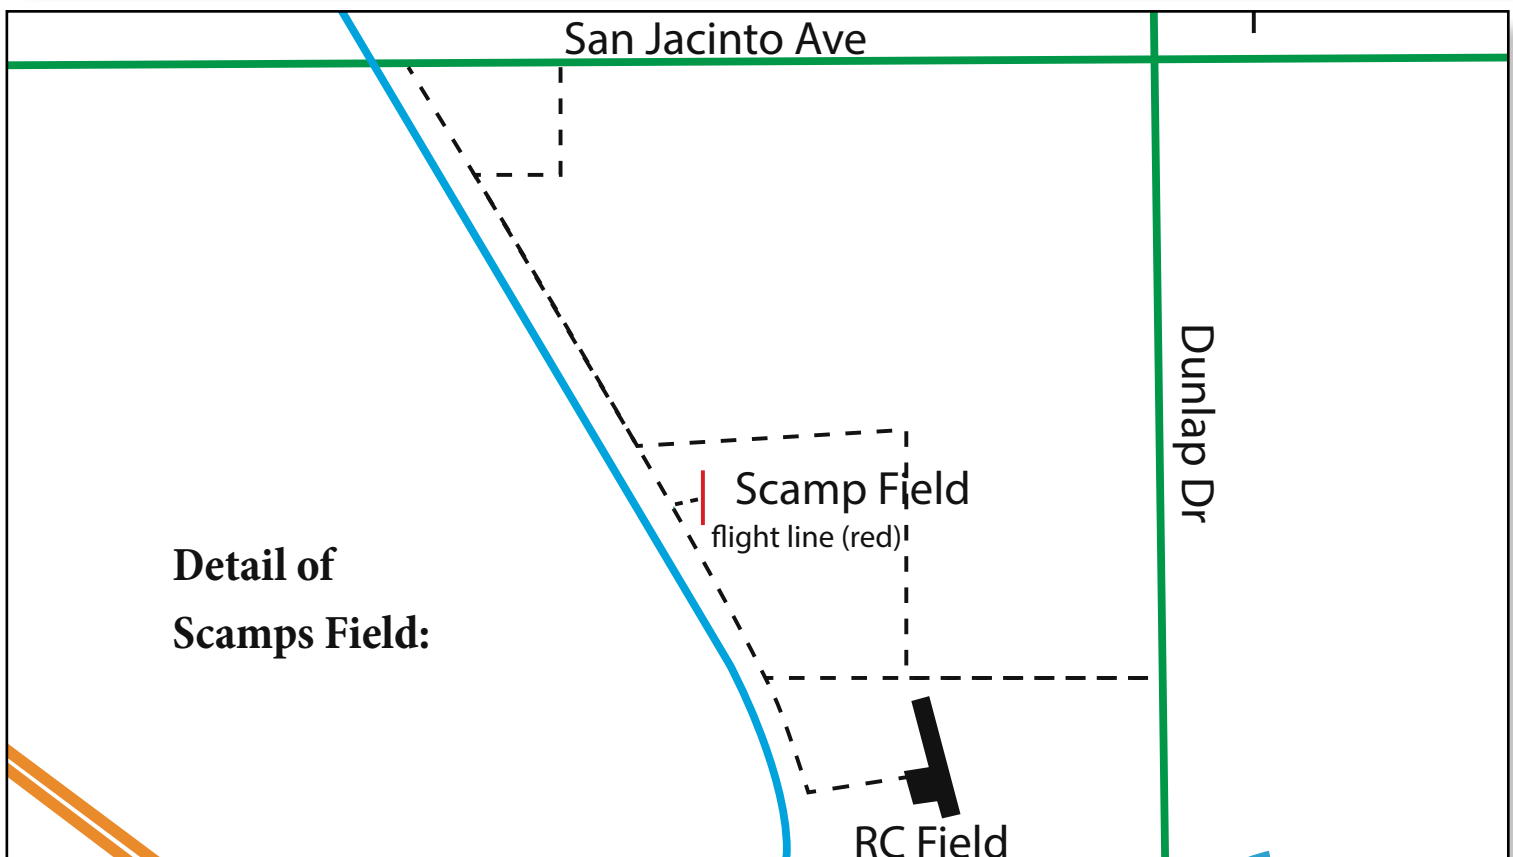 San Jacinto Ave
Dunlap Dr
Scamp Field
flight line (red)
Detail of
Scamps Field:
RC Field